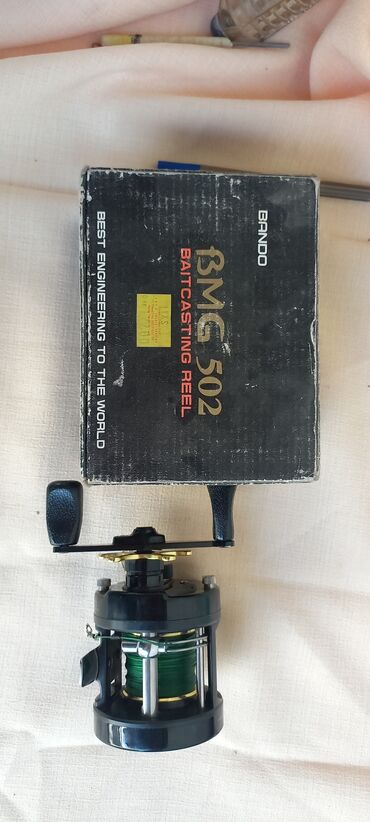 BANDO
BMG 502
BAITCASTING REEL
BEST ENGINEERING TO THE WORLD